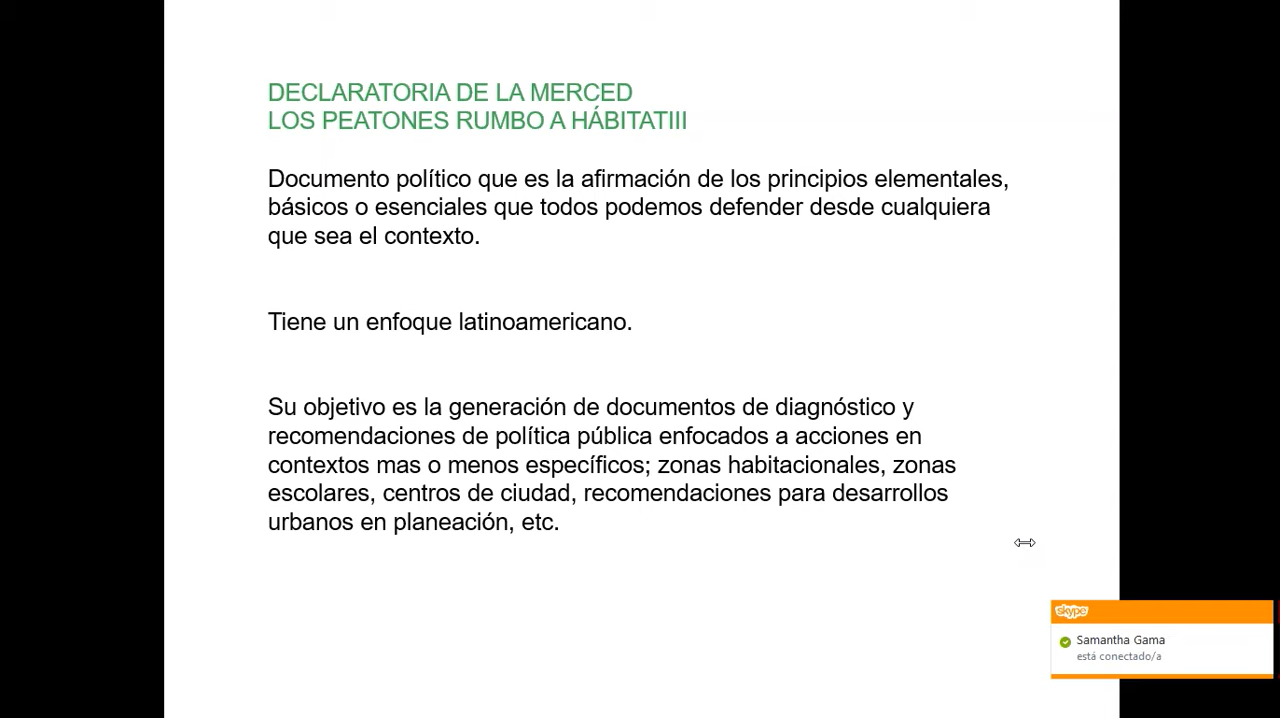 DECLARATORIA DE LA MERCED
LOS PEATONES RUMBO A HÁBITATIII
Documento político que es la afirmación de los principios elementales,
básicos o esenciales que todos podemos defender desde cualquiera
que sea el contexto.
Tiene un enfoque latinoamericano.
Su objetivo es la generación de documentos de diagnóstico y
recomendaciones de política pública enfocados a acciones en
contextos mas o menos específicos; zonas habitacionales, zonas
escolares, centros de ciudad, recomendaciones para desarrollos
urbanos en planeación, etc.
skype
Samantha Gama
está conectado/a